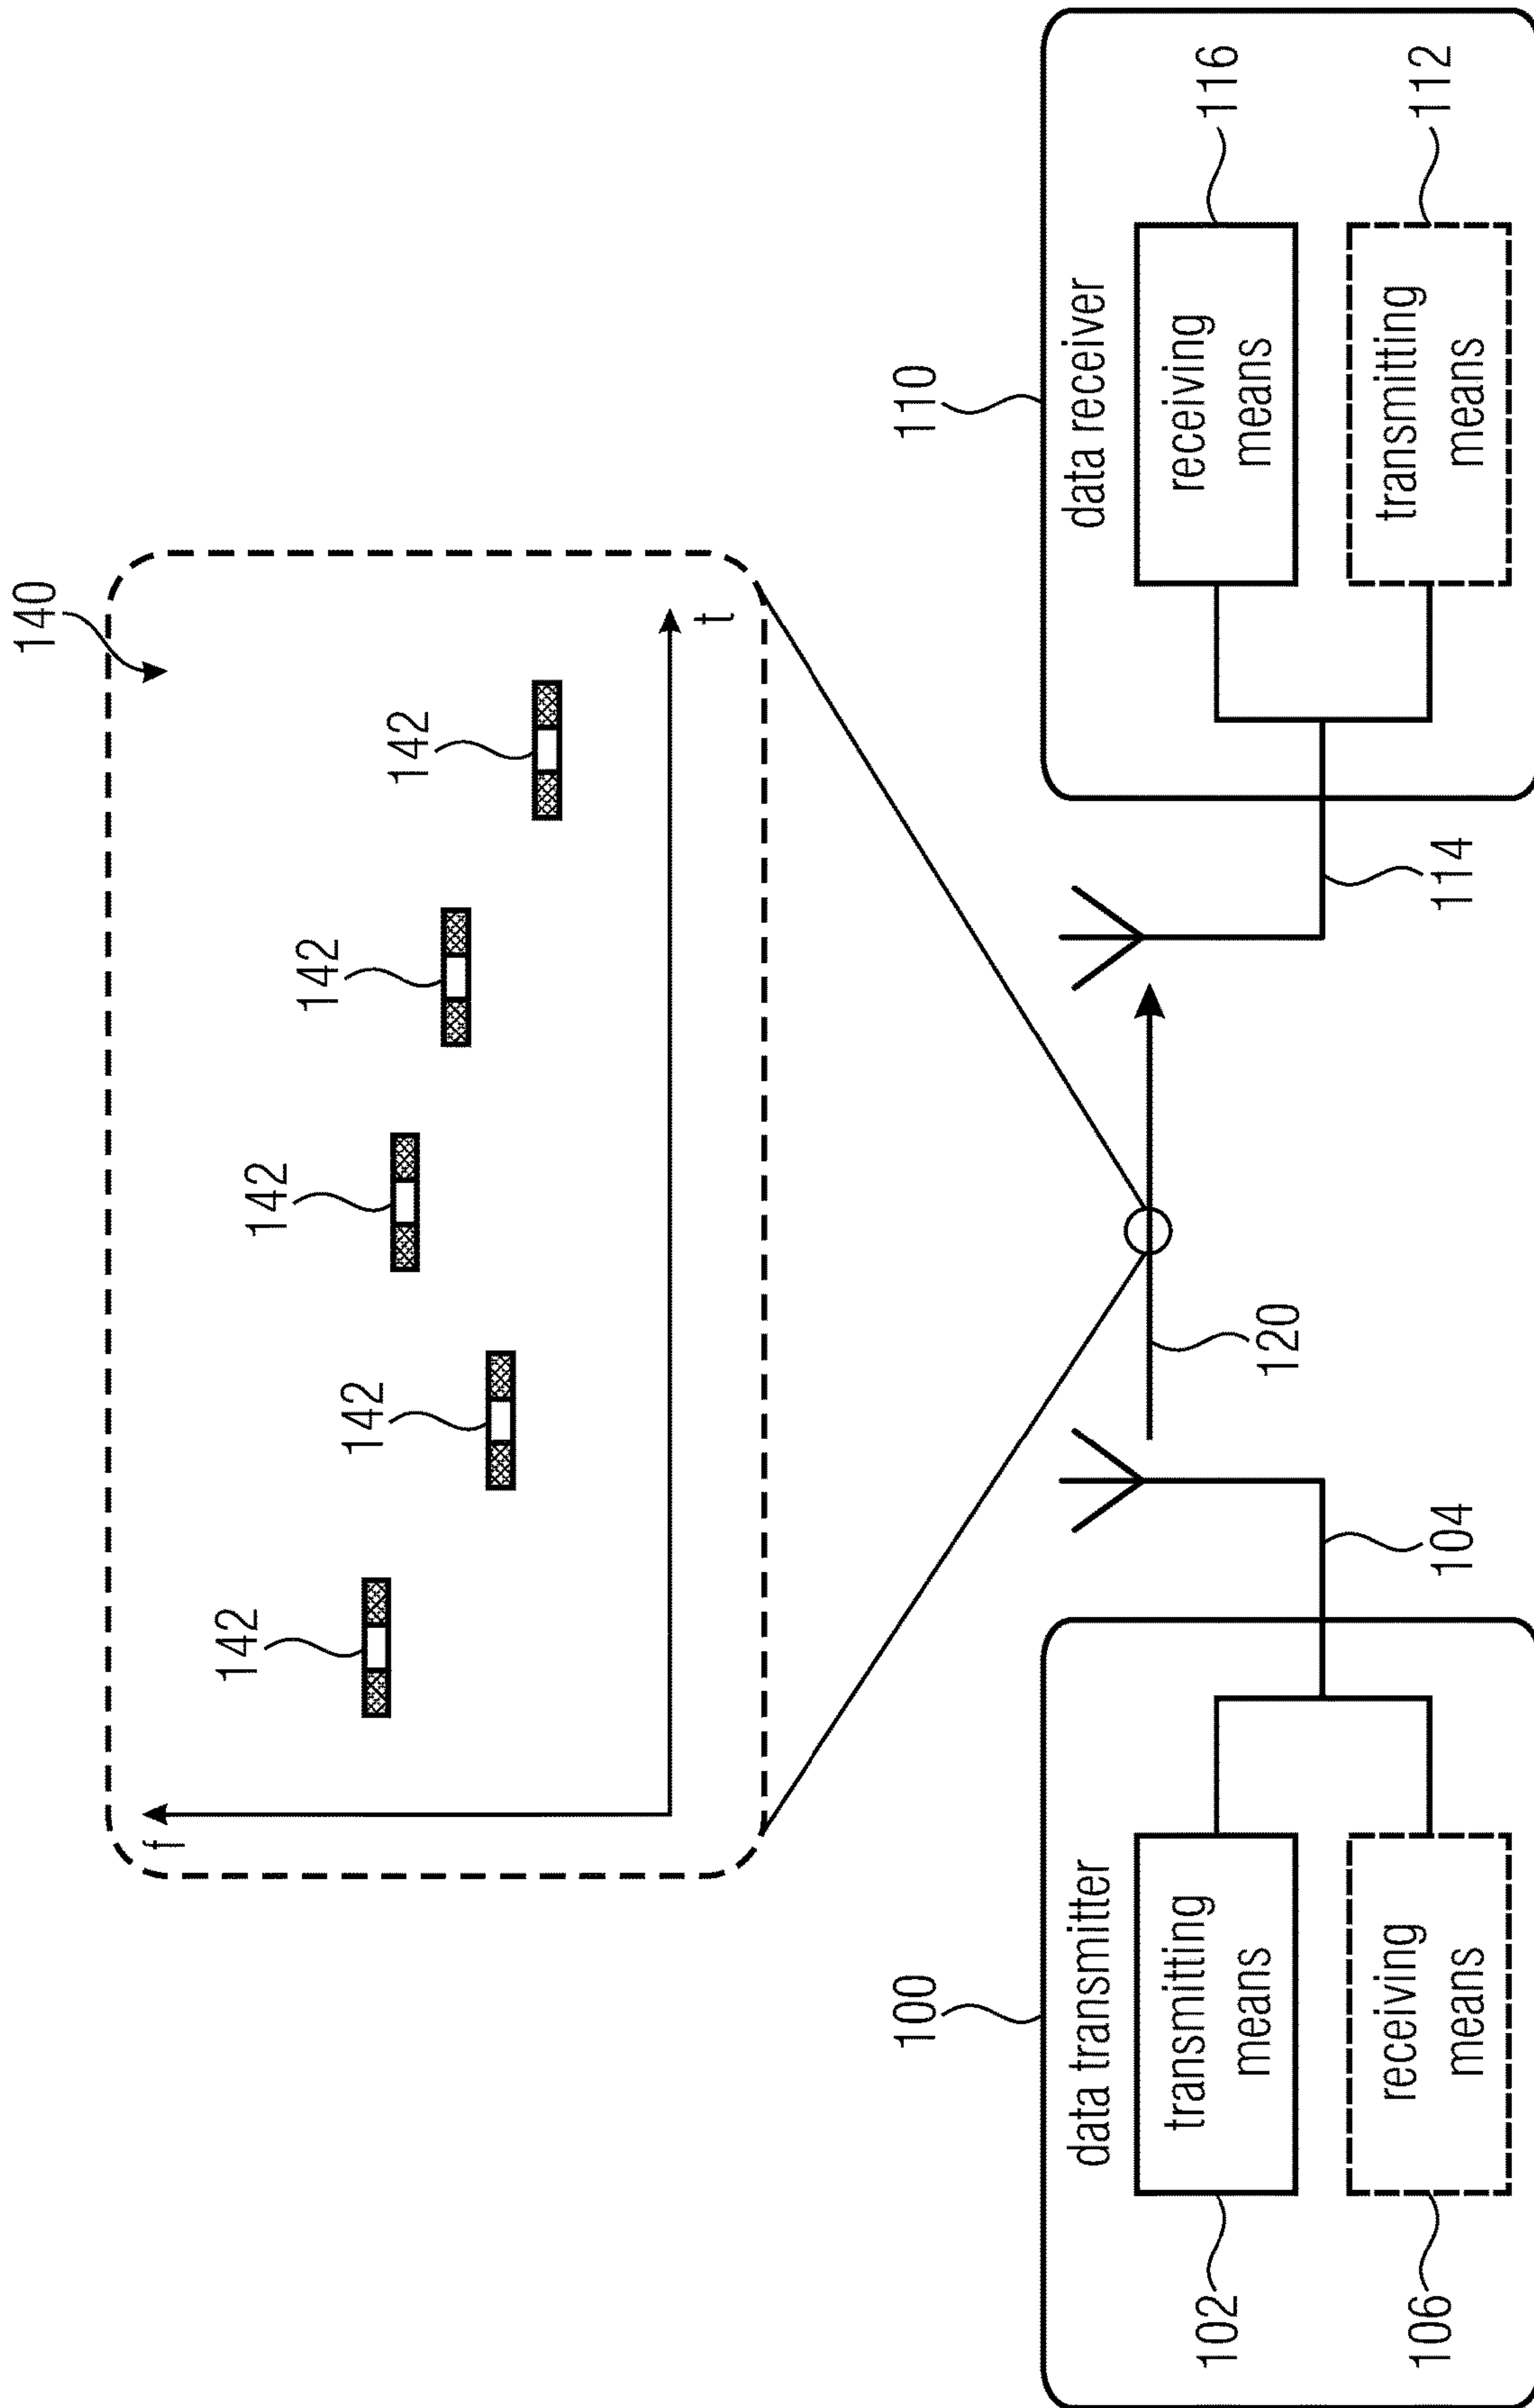 140
f
142
142
142
142
142
t
100
data transmitter
102
transmitting
means
106
receiving
means
104
120
114
110
data receiver
receiving
means
116
transmitting
means
112